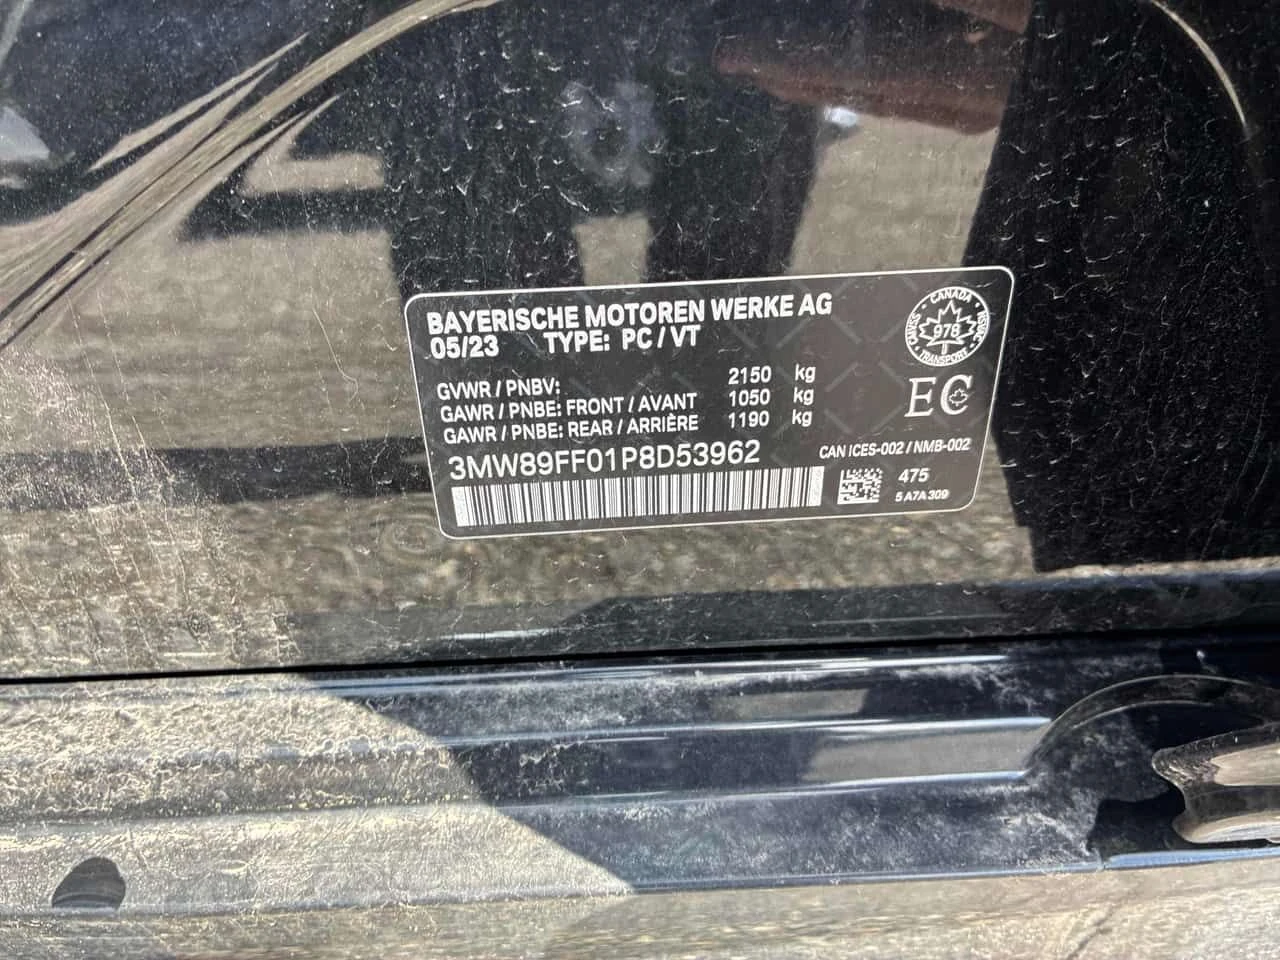 BAYERISCHE MOTOREN WERKE AG
05/23 TYPE: PC / VT
GVWR / PNBV: 2150 kg
GAWR / PNBE: FRONT / AVANT 1050 kg
GAWR / PNBE: REAR / ARRIÈRE 1190 kg
3MW89FF01P8D53962
CANADA
978
TRANSPORT
NSVAC
CMVSS
EC
CAN ICES-002 / NMB-002
475
5 A7A 309